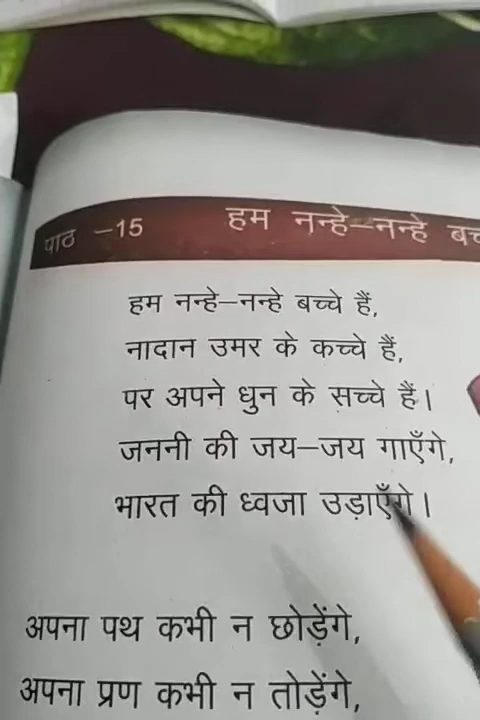 पाठ –15 हम नन्हे–नन्हे
हम नन्हे–नन्हे बच्चे हैं,
नादान उमर के कच्चे हैं,
पर अपने धुन के सच्चे हैं।
जननी की जय–जय गाएँगे,
भारत की ध्वजा उड़ाएँगे।
अपना पथ कभी न छोड़ेंगे,
अपना प्रण कभी न तोड़ेंगे,